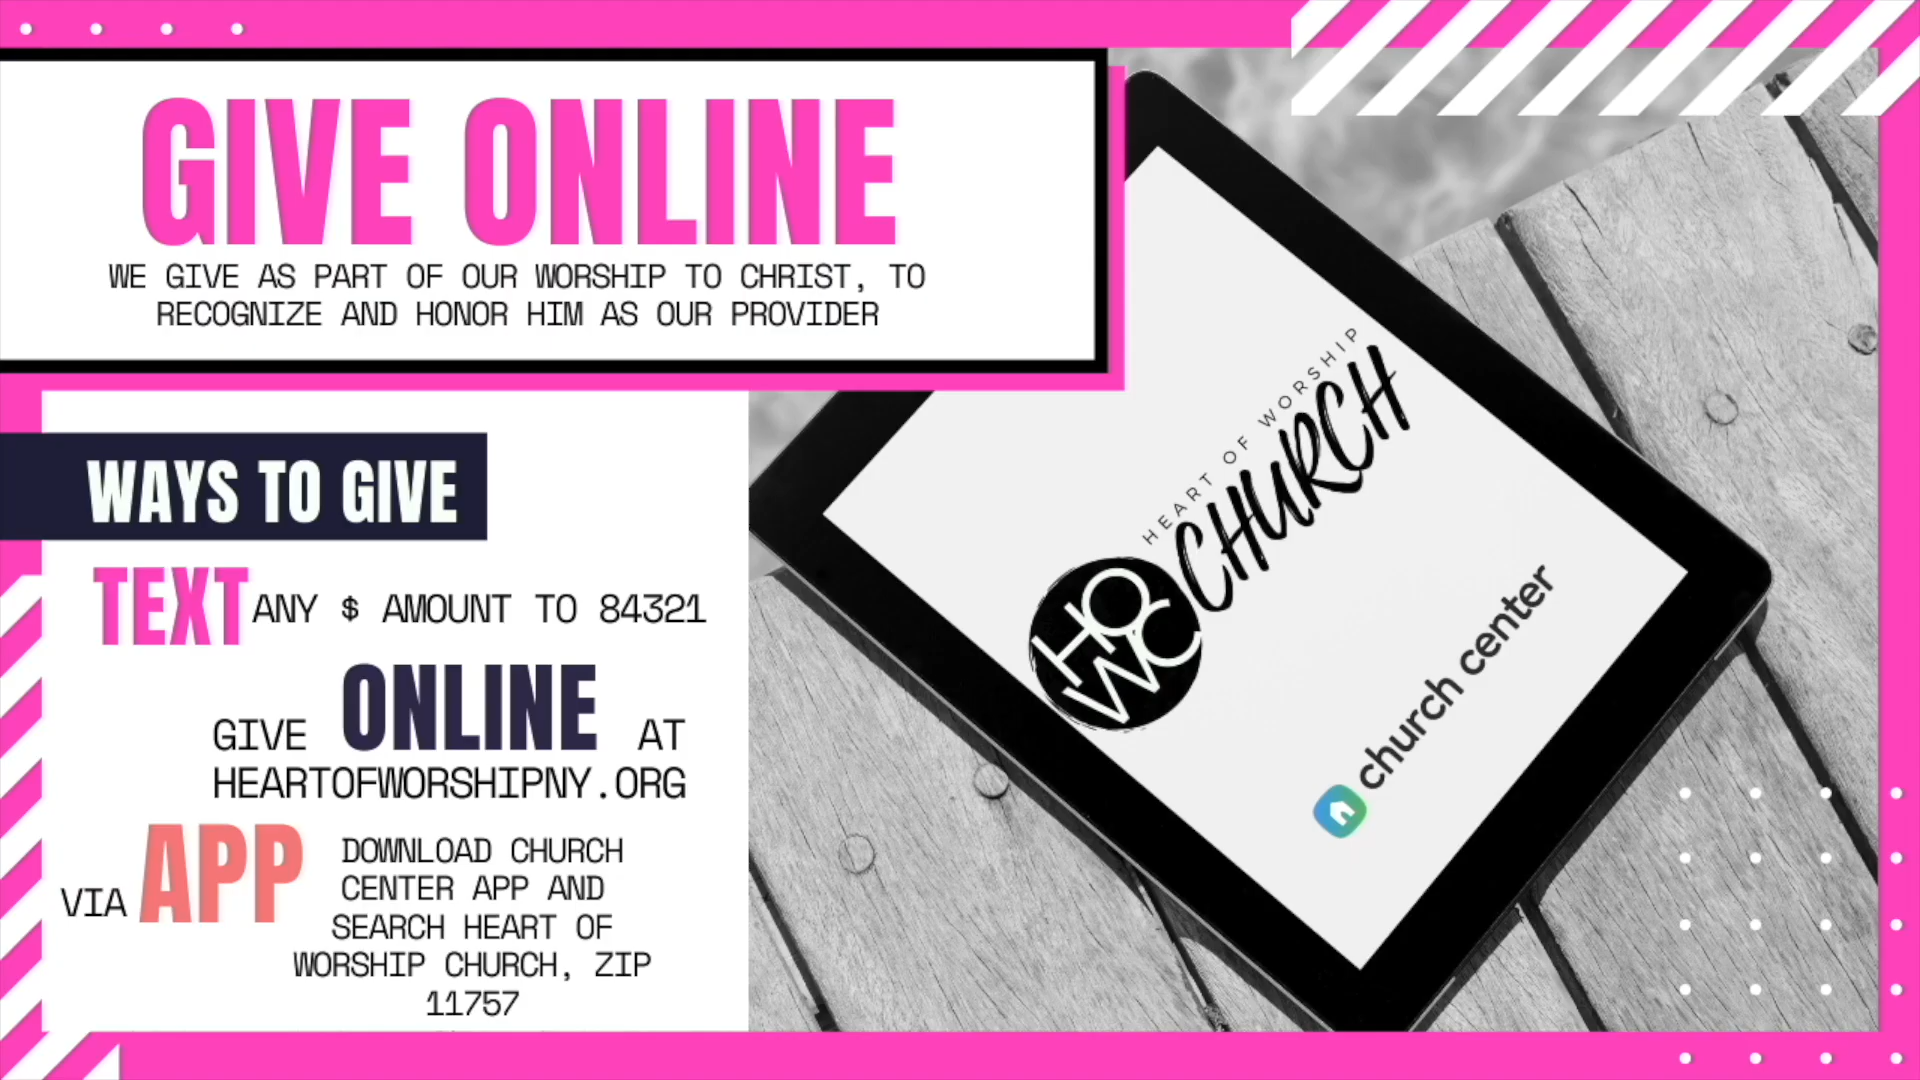 GIVE ONLINE
WE GIVE AS PART OF OUR WORSHIP TO CHRIST, TO
RECOGNIZE AND HONOR HIM AS OUR PROVIDER
WAYS TO GIVE
TEXT ANY $ AMOUNT TO 84321
GIVE ONLINE AT
HEARTOFWORSHIPNY.ORG
VIA APP
DOWNLOAD CHURCH
CENTER APP AND
SEARCH HEART OF
WORSHIP CHURCH, ZIP
11757
HEART OF WORSHIP
CHURCH
HO
WC
church center